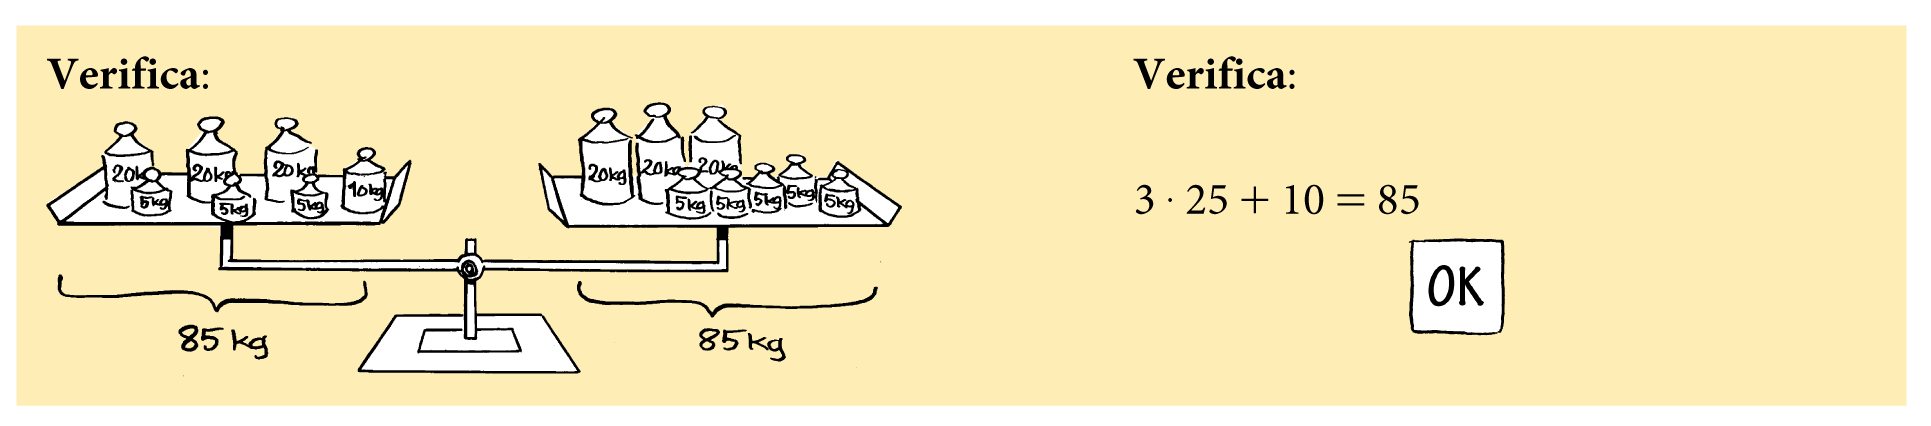 Verifica:
20kg 20kg 20kg 10kg
5kg 5kg 5kg
20kg 20kg 20kg
5kg 5kg 5kg 5kg 5kg
85 kg
85 kg
Verifica:
3 · 25 + 10 = 85
OK